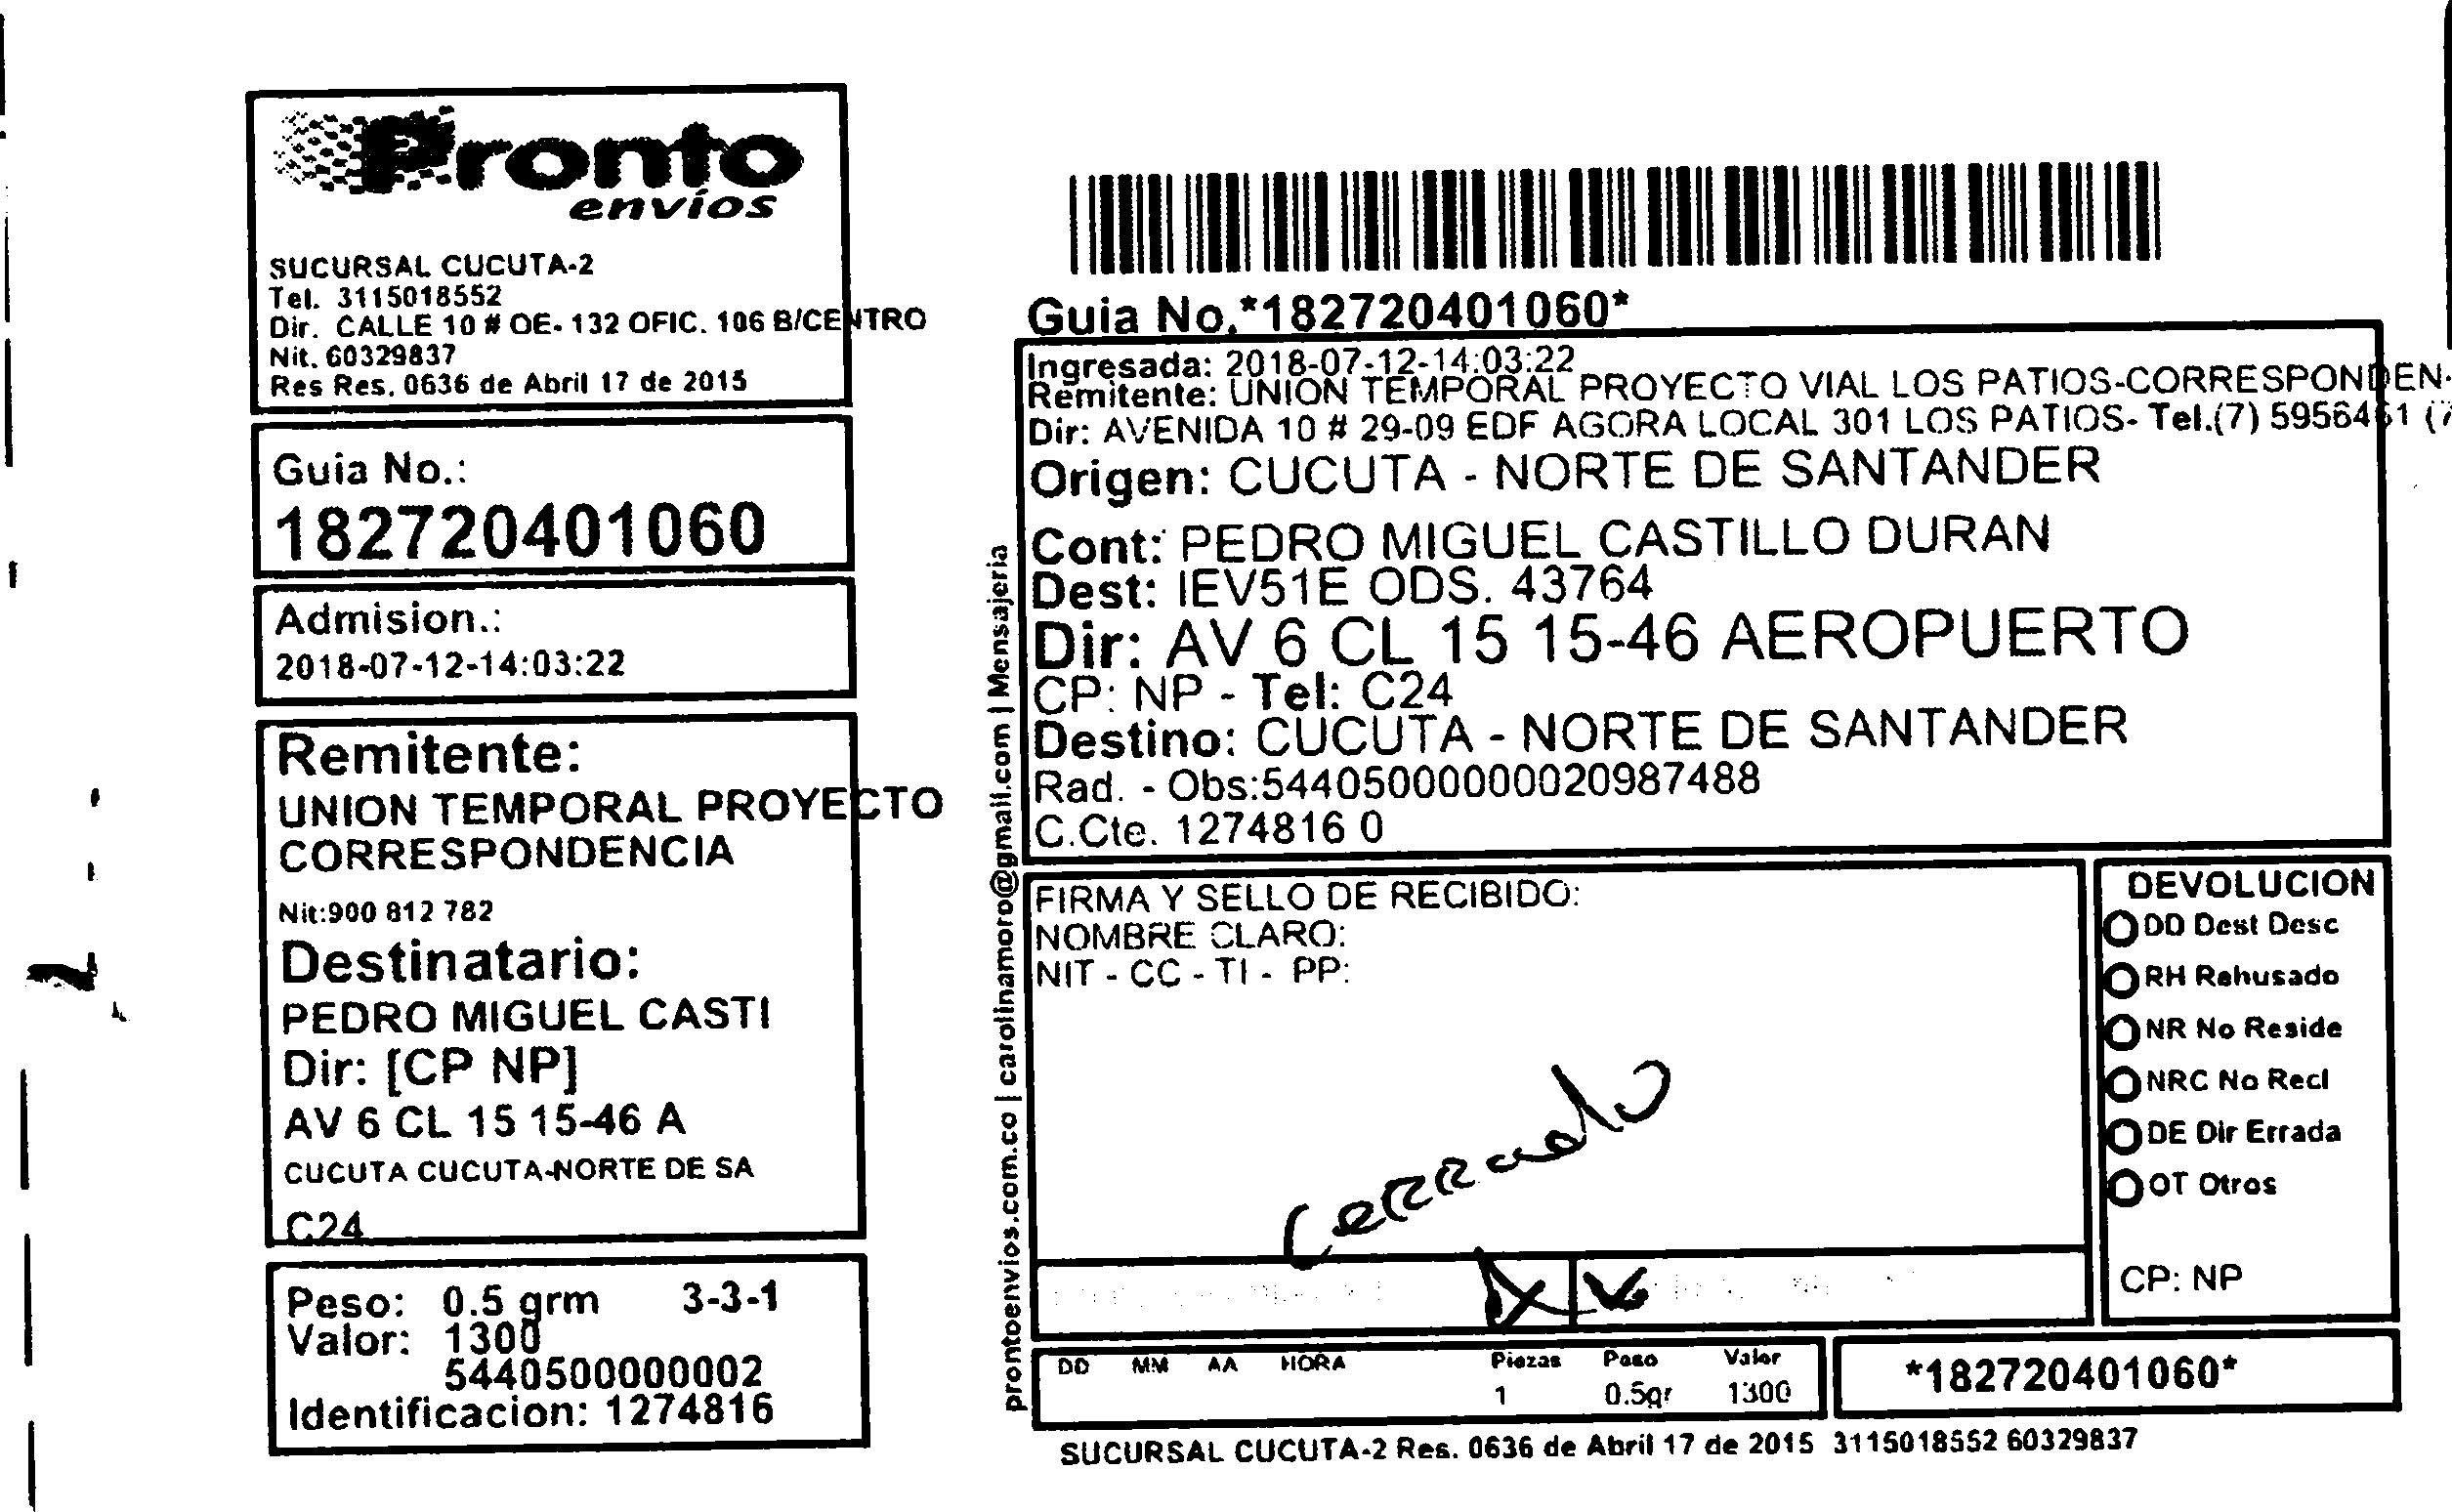 Pronto
envíos
SUCURSAL CUCUTA-2
Tel. 3115018552
Dir. CALLE 10 # OE- 132 OFIC. 106 B/CENTRO
Nit. 60329837
Res Res. 0636 de Abril 17 de 2015
Guia No.:
182720401060
Admision.:
2018-07-12-14:03:22
Remitente:
UNION TEMPORAL PROYECTO
CORRESPONDENCIA
Nit:900 812 782
Destinatario:
PEDRO MIGUEL CASTI
Dir: [CP NP]
AV 6 CL 15 15-46 A
CUCUTA CUCUTA-NORTE DE SA
C24
Peso: 0.5 grm 3-3-1
Valor: 1300
5440500000002
Identificacion: 1274816
prontoenvios.com.co | carolinamoro@gmail.com | Mensajeria
Guia No.*182720401060*
Ingresada: 2018-07-12-14:03:22
Remitente: UNION TEMPORAL PROYECTO VIAL LOS PATIOS-CORRESPONDEN-
Dir: AVENIDA 10 # 29-09 EDF AGORA LOCAL 301 LOS PATIOS- Tel.(7) 5956461 (7
Origen: CUCUTA - NORTE DE SANTANDER
Cont: PEDRO MIGUEL CASTILLO DURAN
Dest: IEV51E ODS. 43764
Dir: AV 6 CL 15 15-46 AEROPUERTO
CP: NP - Tel: C24
Destino: CUCUTA - NORTE DE SANTANDER
Rad. - Obs:544050000000020987488
C.Cte. 1274816 0
FIRMA Y SELLO DE RECIBIDO:
NOMBRE CLARO:
NIT - CC - TI - PP:
Cerrado
DEVOLUCION
DD Dest Desc
RH Rehusado
NR No Reside
NRC No Recl
DE Dir Errada
OT Otros
CP: NP
DD MM AA HORA Piezas Peso Valor
1 0.5gr 1300
*182720401060*
SUCURSAL CUCUTA-2 Res. 0636 de Abril 17 de 2015 3115018552 60329837